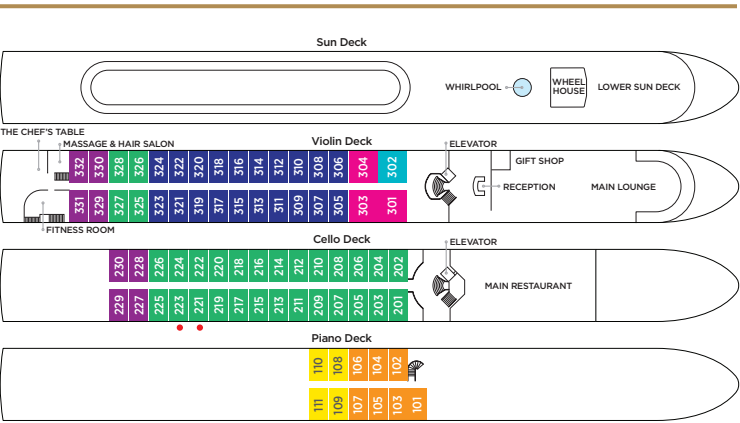 Sun Deck
WHIRLPOOL
WHEEL
HOUSE
LOWER SUN DECK
THE CHEF'S TABLE
MASSAGE & HAIR SALON
Violin Deck
ELEVATOR
332 330 328 326 324 322 320 318 316 314 312 310 308 306 304 302
GIFT SHOP
RECEPTION
MAIN LOUNGE
331 329 327 325 323 321 319 317 315 313 311 309 307 305 303 301
FITNESS ROOM
Cello Deck
ELEVATOR
230 228 226 224 222 220 218 216 214 212 210 208 206 204 202
MAIN RESTAURANT
229 227 225 223 221 219 217 215 213 211 209 207 205 203 201
Piano Deck
110 108 106 104 102
111 109 107 105 103 101